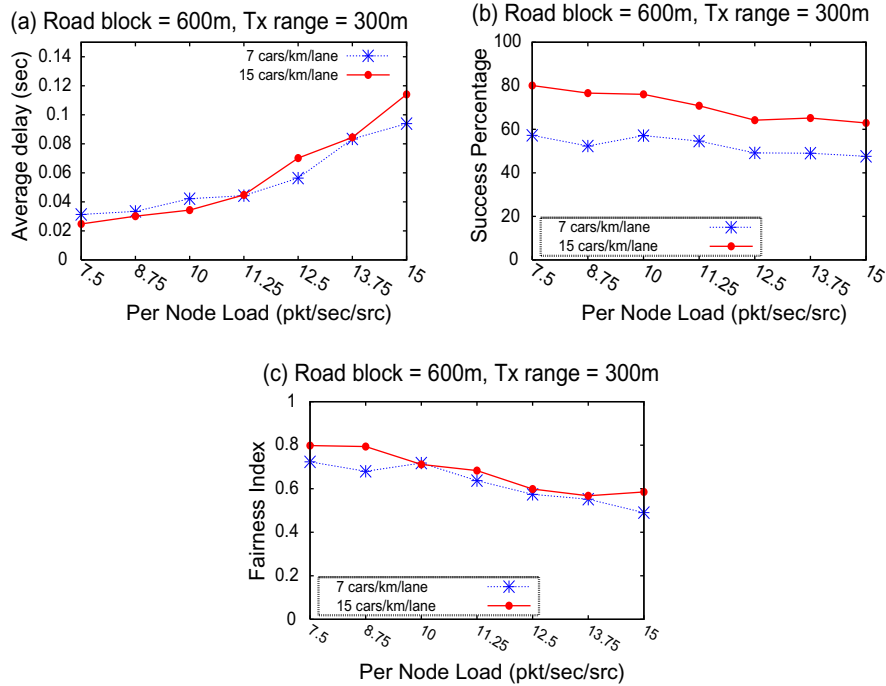 (a) Road block = 600m, Tx range = 300m
0.14
0.12
0.1
0.08
0.06
0.04
0.02
0
Average delay (sec)
7 cars/km/lane
15 cars/km/lane
7.5
8.75
10
11.25
12.5
13.75
15
Per Node Load (pkt/sec/src)
(b) Road block = 600m, Tx range = 300m
100
80
60
40
20
0
Success Percentage
7 cars/km/lane
15 cars/km/lane
7.5
8.75
10
11.25
12.5
13.75
15
Per Node Load (pkt/sec/src)
(c) Road block = 600m, Tx range = 300m
1
0.8
0.6
0.4
0.2
0
Fairness Index
7 cars/km/lane
15 cars/km/lane
7.5
8.75
10
11.25
12.5
13.75
15
Per Node Load (pkt/sec/src)